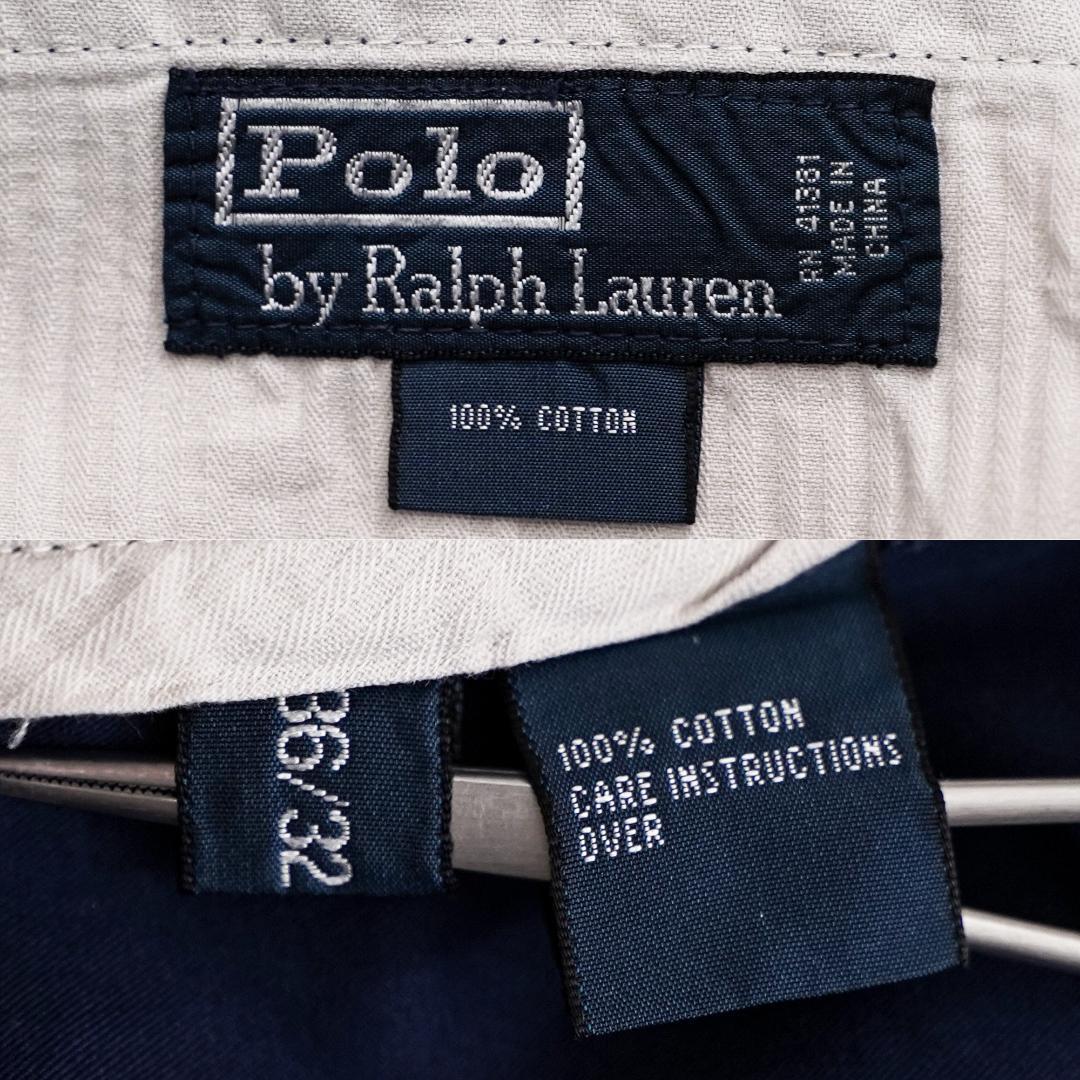 Polo
by Ralph Lauren
RN 41381
MADE IN
CHINA
100% COTTON
36/32
100% COTTON
CARE INSTRUCTIONS
OVER